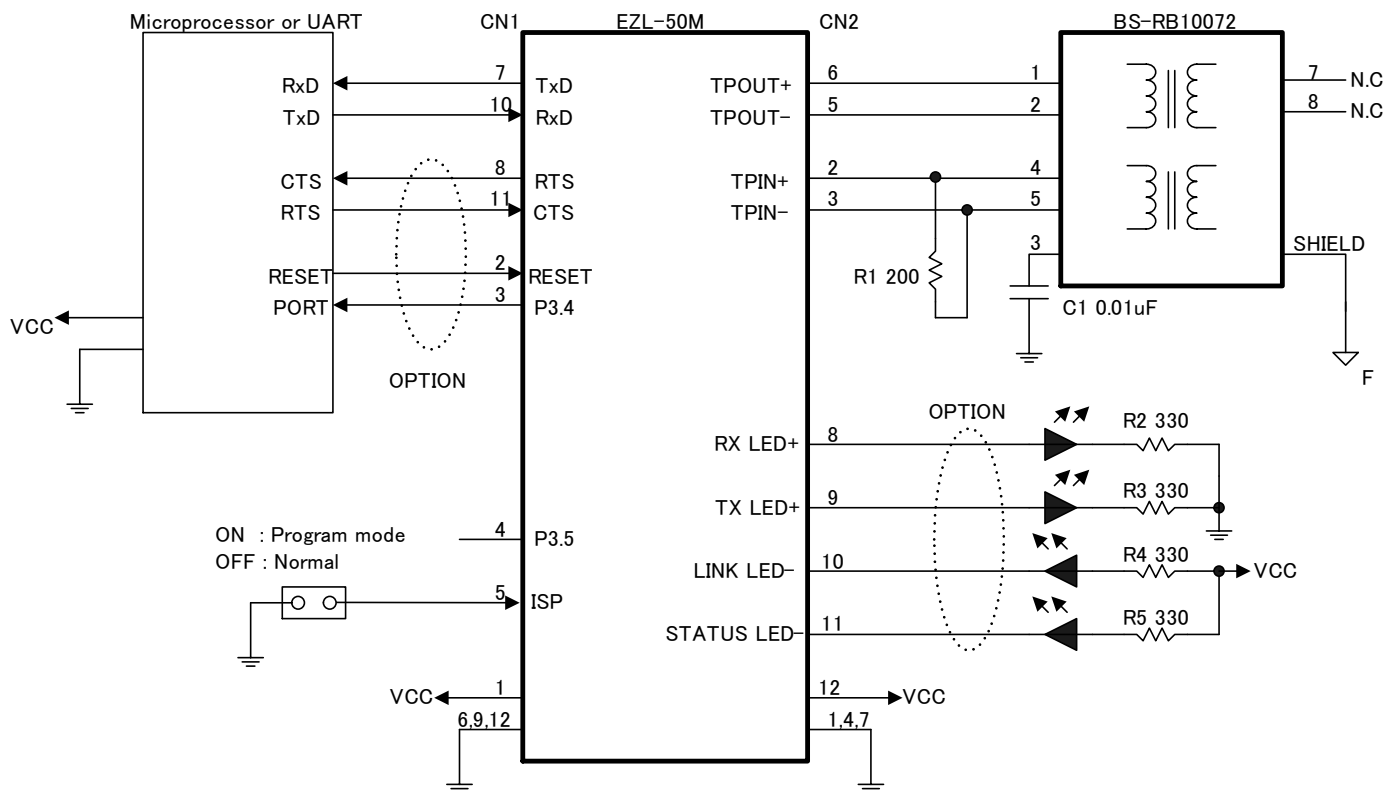 Microprocessor or UART
CN1
EZL-50M
CN2
BS-RB10072
RxD
7
TxD
TPOUT+
6
1
7
N.C
TxD
10
RxD
TPOUT-
5
2
8
N.C
CTS
8
RTS
TPIN+
2
4
RTS
11
CTS
TPIN-
3
5
3
SHIELD
RESET
2
RESET
R1 200
PORT
3
P3.4
C1 0.01uF
VCC
F
OPTION
OPTION
RX LED+
8
R2 330
TX LED+
9
R3 330
ON : Program mode
4
P3.5
OFF : Normal
LINK LED-
10
R4 330
VCC
5
ISP
STATUS LED-
11
R5 330
VCC
1
12
VCC
6,9,12
1,4,7